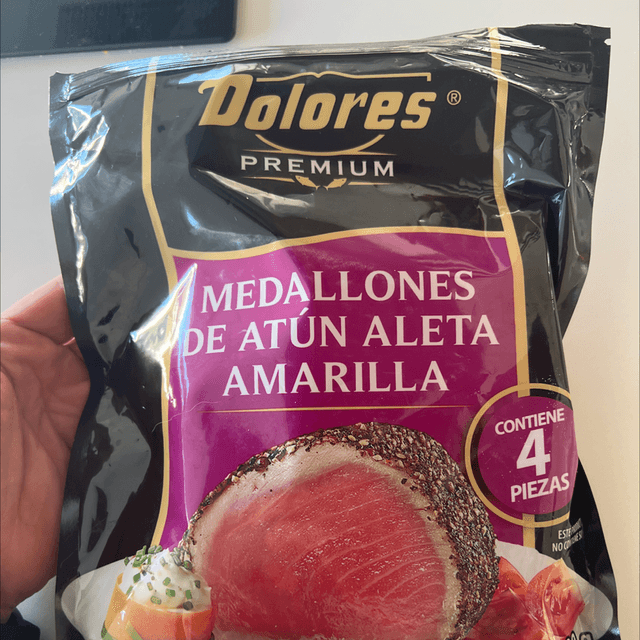 Dolores®
PREMIUM
MEDALLONES
DE ATÚN ALETA
AMARILLA
CONTIENE
4
PIEZAS